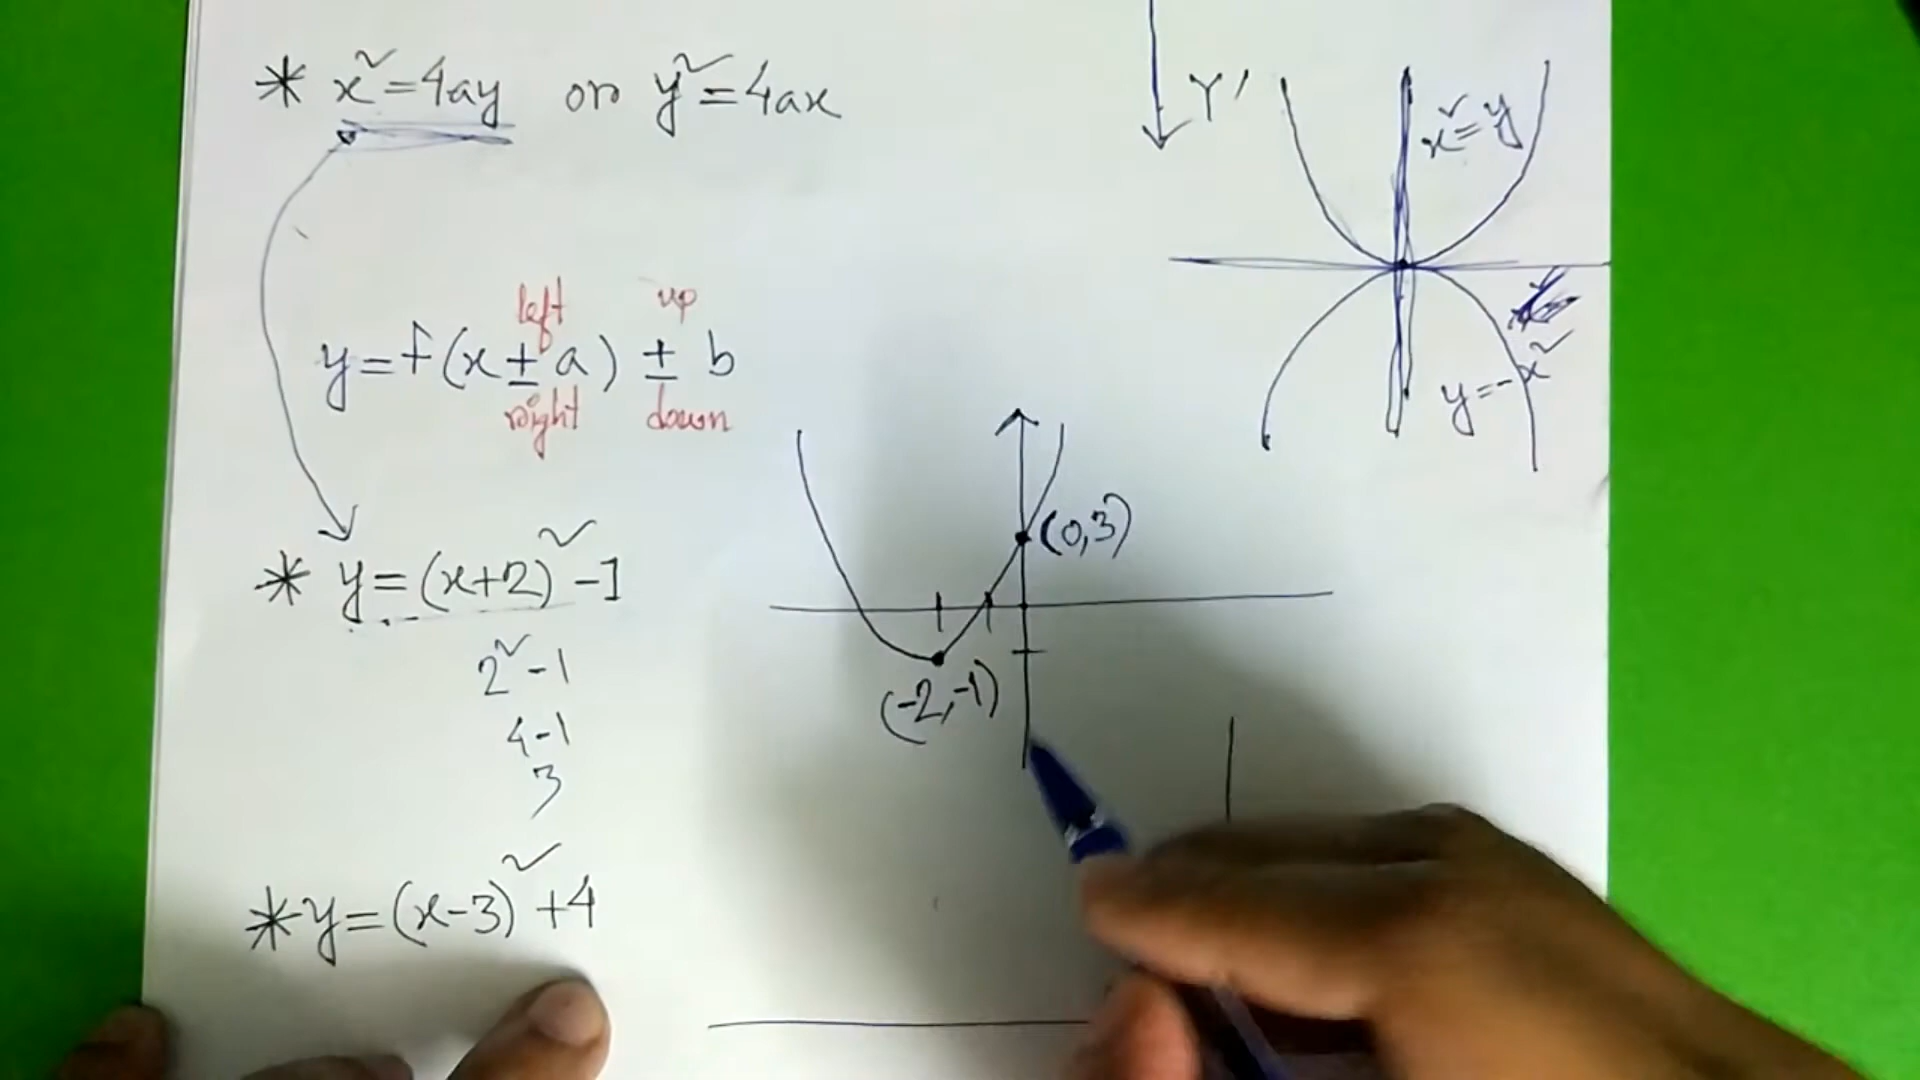 * x² = 4ay or y² = 4ax
Y'
x² = y
left up
y = f(x ± a) ± b
right down
y = -x²
(0,3)
* y = (x+2)² - 1
2² - 1
(-2,-1)
4-1
3
* y = (x-3)² + 4